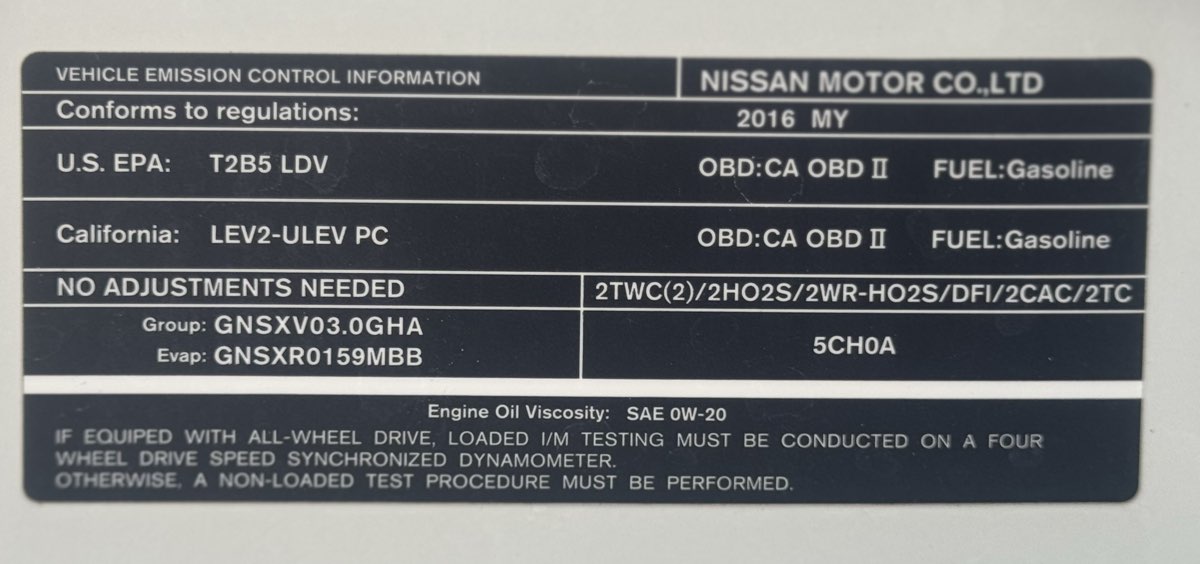 VEHICLE EMISSION CONTROL INFORMATION NISSAN MOTOR CO.,LTD
Conforms to regulations: 2016 MY
U.S. EPA: T2B5 LDV OBD:CA OBD II FUEL:Gasoline
California: LEV2-ULEV PC OBD:CA OBD II FUEL:Gasoline
NO ADJUSTMENTS NEEDED 2TWC(2)/2HO2S/2WR-HO2S/DFI/2CAC/2TC
Group: GNSXV03.0GHA
Evap: GNSXR0159MBB
5CH0A
Engine Oil Viscosity: SAE 0W-20
IF EQUIPED WITH ALL-WHEEL DRIVE, LOADED I/M TESTING MUST BE CONDUCTED ON A FOUR
WHEEL DRIVE SPEED SYNCHRONIZED DYNAMOMETER.
OTHERWISE, A NON-LOADED TEST PROCEDURE MUST BE PERFORMED.